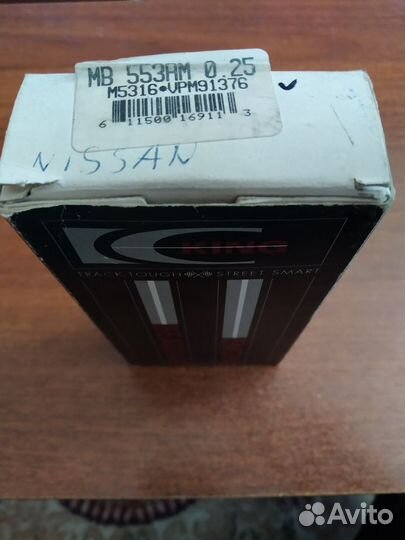 MB 553AM 0.25
M5316•VPM91376
6 11500 16911 3
NISSAN
KING
TRACK TOUGH STREET SMART
Avito